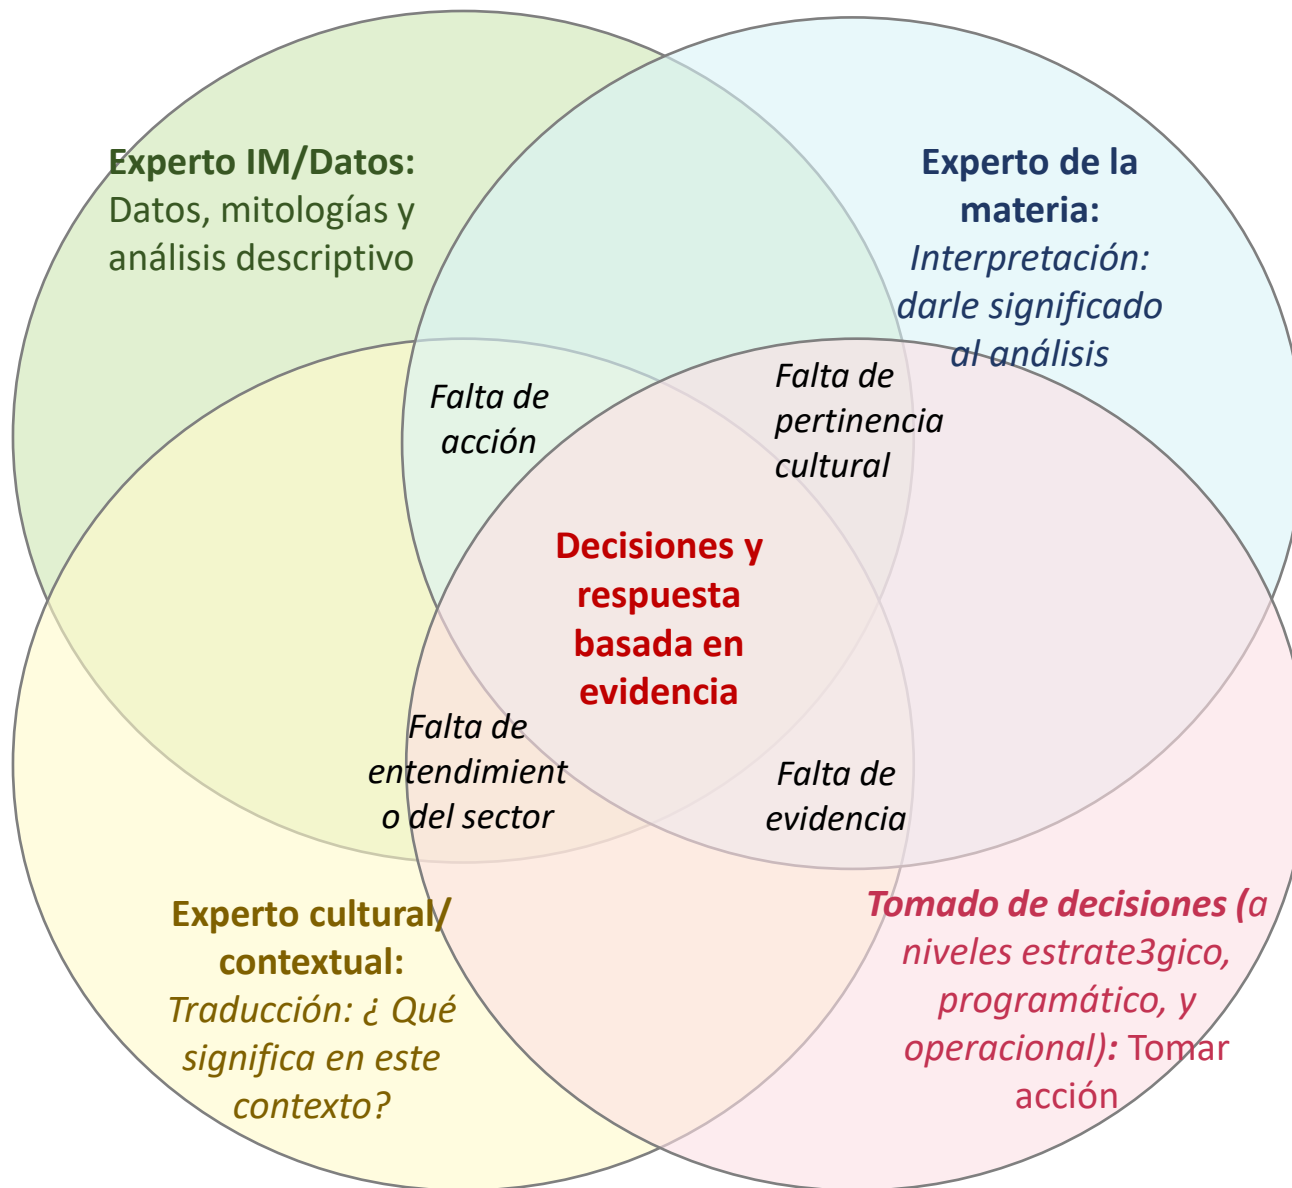 Experto IM/Datos:
Datos, mitologías y
análisis descriptivo
Experto de la
materia:
Interpretación:
darle significado
al análisis
Falta de
acción
Falta de
pertinencia
cultural
Decisiones y
respuesta
basada en
evidencia
Falta de
entendimient
o del sector
Falta de
evidencia
Experto cultural/
contextual:
Traducción: ¿ Qué
significa en este
contexto?
Tomado de decisiones (a
niveles estrate3gico,
programático, y
operacional): Tomar
acción